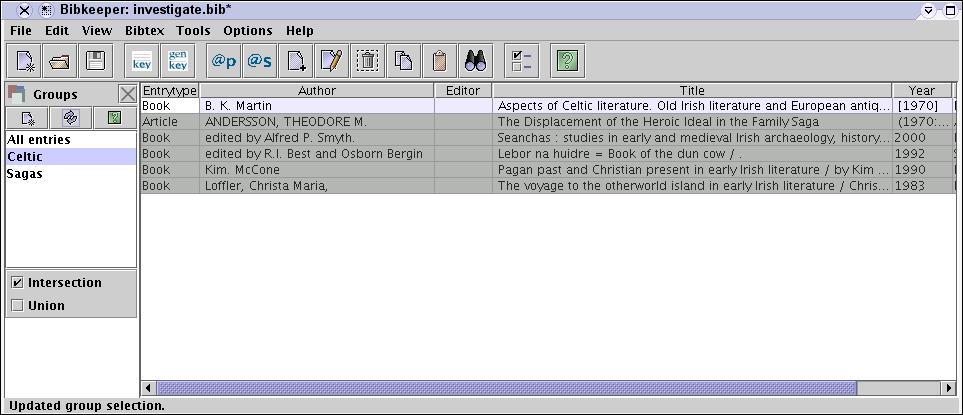 Bibkeeper: investigate.bib*
File Edit View Bibtex Tools Options Help
key gen key @p @s
Groups
All entries
Celtic
Sagas
Intersection
Union
Entrytype Author Editor Title Year
Book B. K. Martin Aspects of Celtic literature. Old Irish literature and European antiq... [1970]
Article ANDERSSON, THEODORE M. The Displacement of the Heroic Ideal in the Family Saga (1970:...
Book edited by Alfred P. Smyth. Seanchas : studies in early and medieval Irish archaeology, history... 2000
Book edited by R.I. Best and Osborn Bergin Lebor na huidre = Book of the dun cow / . 1992
Book Kim. McCone Pagan past and Christian present in early Irish literature / by Kim ... 1990
Book Loffler, Christa Maria, The voyage to the otherworld island in early Irish literature / Chris... 1983
Updated group selection.